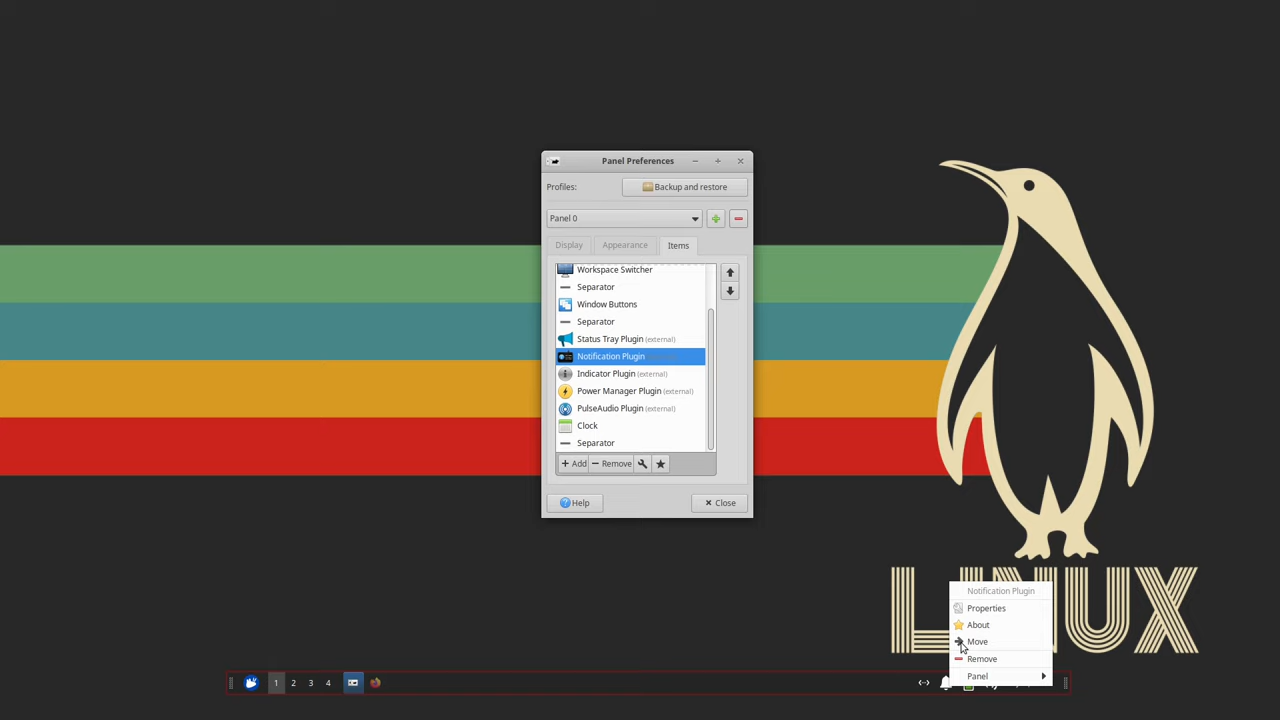 Panel Preferences
Profiles:
Backup and restore
Panel 0
Display
Appearance
Items
Workspace Switcher
Separator
Window Buttons
Separator
Status Tray Plugin (external)
Notification Plugin
Indicator Plugin (external)
Power Manager Plugin (external)
PulseAudio Plugin (external)
Clock
Separator
Add
Remove
Help
Close
LINUX
Notification Plugin
Properties
About
Move
Remove
Panel
1 2 3 4